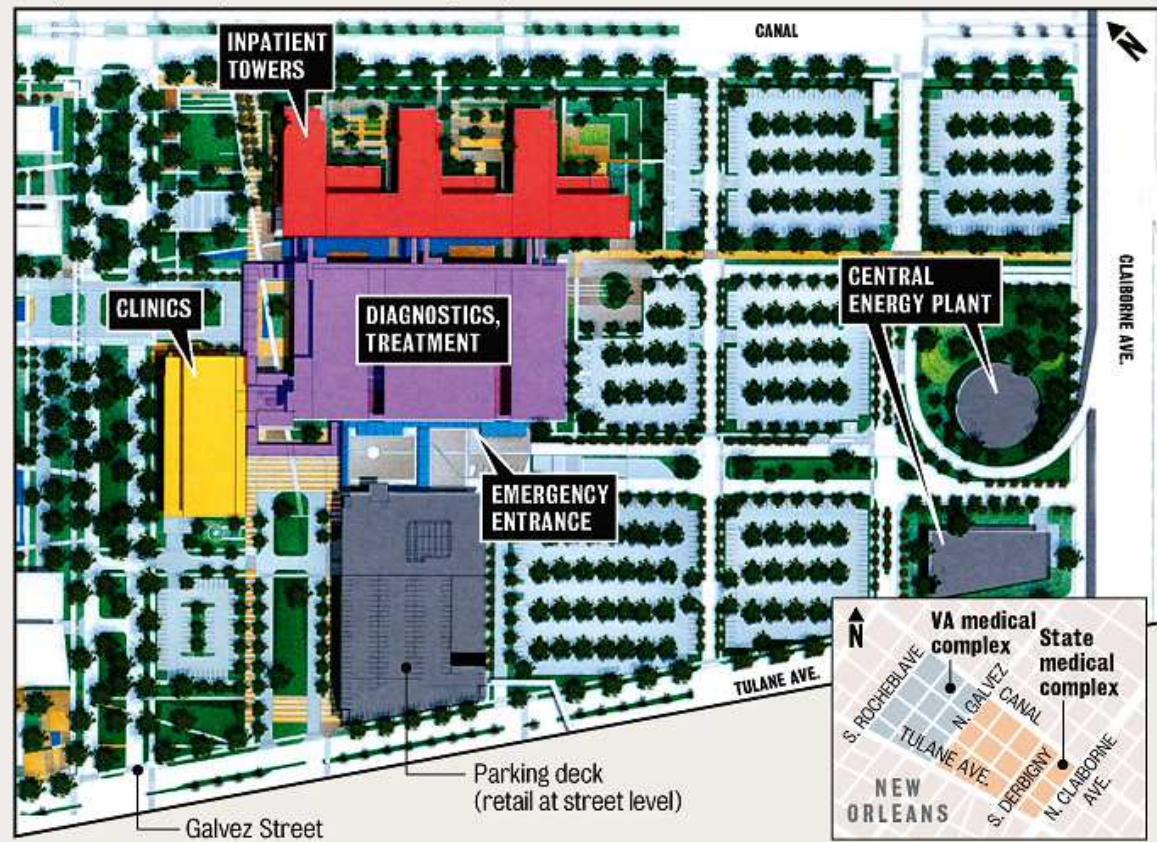 CANAL
N
INPATIENT
TOWERS
CLAIBORNE AVE.
CENTRAL
ENERGY PLANT
CLINICS
DIAGNOSTICS,
TREATMENT
EMERGENCY
ENTRANCE
TULANE AVE.
Parking deck
(retail at street level)
Galvez Street
N
VA medical
complex
State
medical
complex
S. ROCHEBLAVE
N. GALVEZ
CANAL
TULANE AVE.
S. DERBIGNY
N. CLAIBORNE
AVE.
NEW
ORLEANS